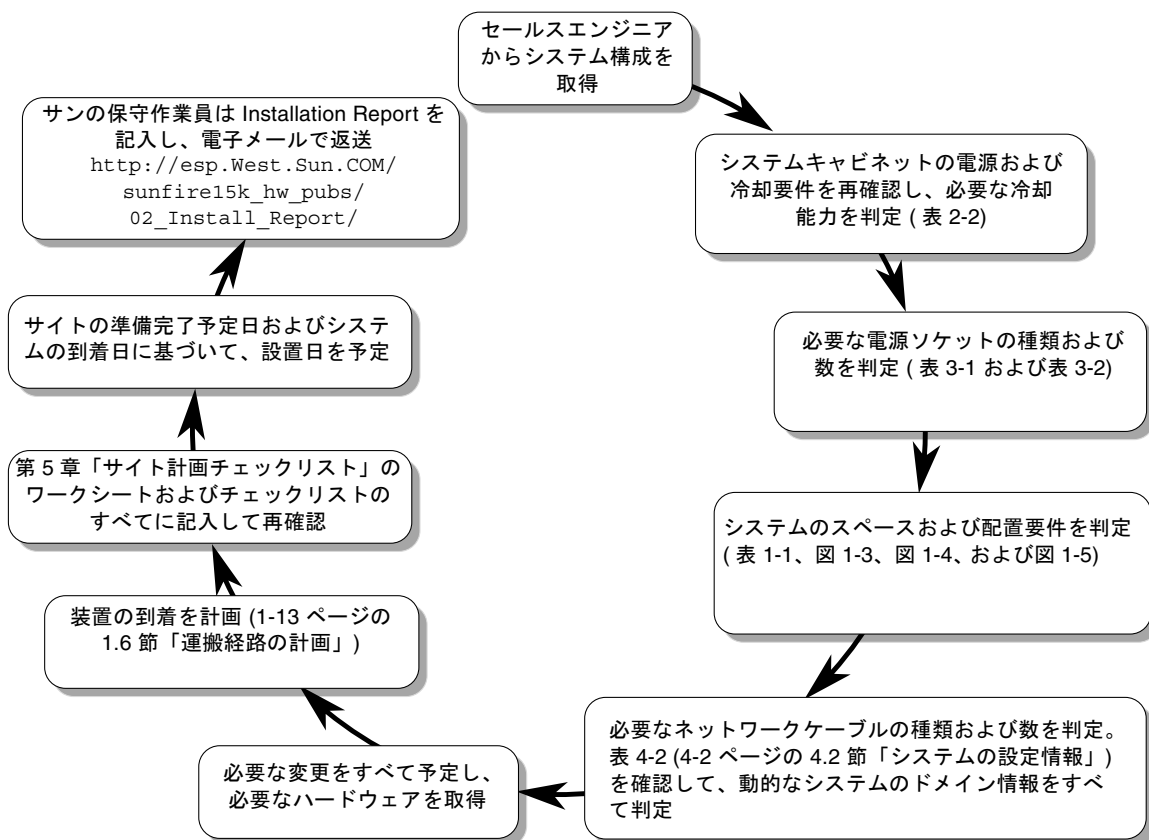 セールスエンジニア
からシステム構成を
取得
システムキャビネットの電源および
冷却要件を再確認し、必要な冷却
能力を判定 ( 表 2-2)
必要な電源ソケットの種類および
数を判定 ( 表 3-1 および表 3-2)
システムのスペースおよび配置要件を判定
( 表 1-1、図 1-3、図 1-4、および図 1-5)
必要なネットワークケーブルの種類および数を判定。
表 4-2 (4-2 ページの 4.2 節「システムの設定情報」)
を確認して、動的なシステムのドメイン情報をすべ
て判定
必要な変更をすべて予定し、
必要なハードウェアを取得
装置の到着を計画 (1-13 ページの
1.6 節「運搬経路の計画」)
第 5 章「サイト計画チェックリスト」の
ワークシートおよびチェックリストの
すべてに記入して再確認
サイトの準備完了予定日およびシステ
ムの到着日に基づいて、設置日を予定
サンの保守作業員は Installation Report を
記入し、電子メールで返送
http://esp.West.Sun.COM/
sunfire15k_hw_pubs/
02_Install_Report/